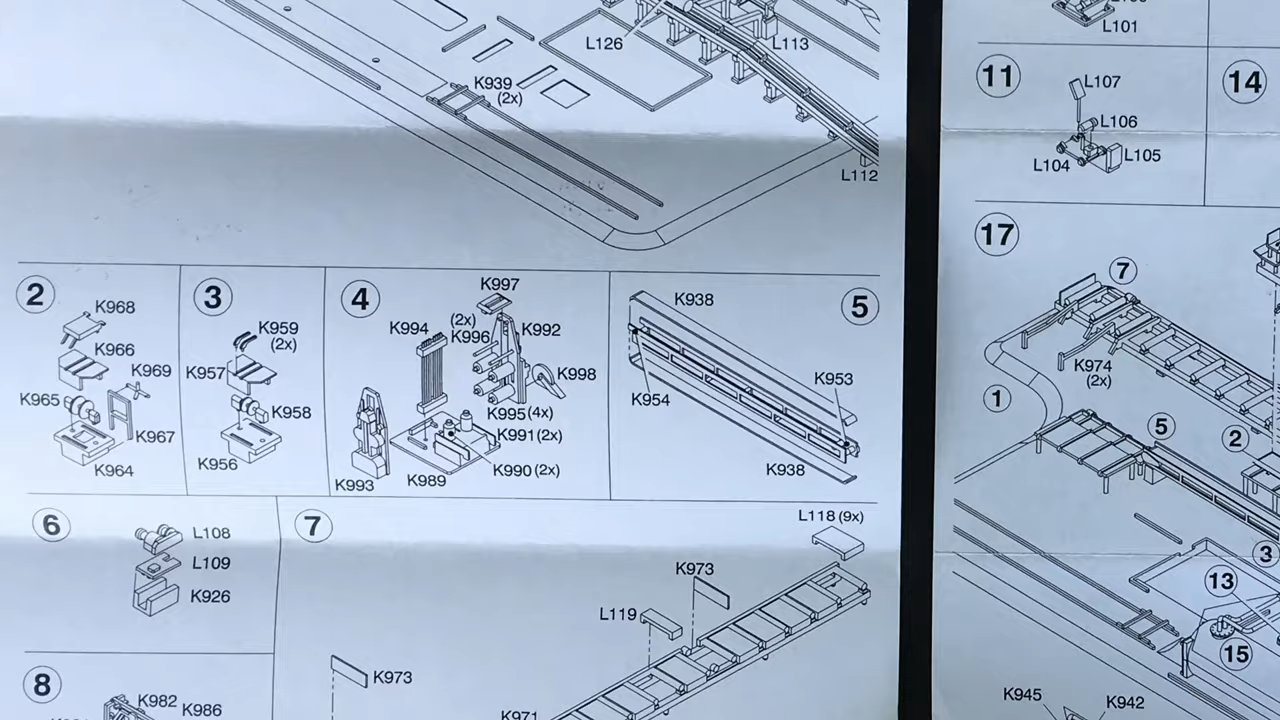 L126
L113
K939
(2x)
L112
2
K968
K966
K969
K965
K967
K964
3
K959
(2x)
K957
K958
K956
4
K997
(2x)
K994
K996
K992
K998
K995 (4x)
K991 (2x)
K990 (2x)
K989
K993
5
K938
K953
K954
K938
6
L108
L109
K926
7
L118 (9x)
K973
L119
K973
K971
8
K982
K986
L101
11
L107
L106
L104
L105
14
17
7
K974
(2x)
1
5
2
3
13
15
K945
K942